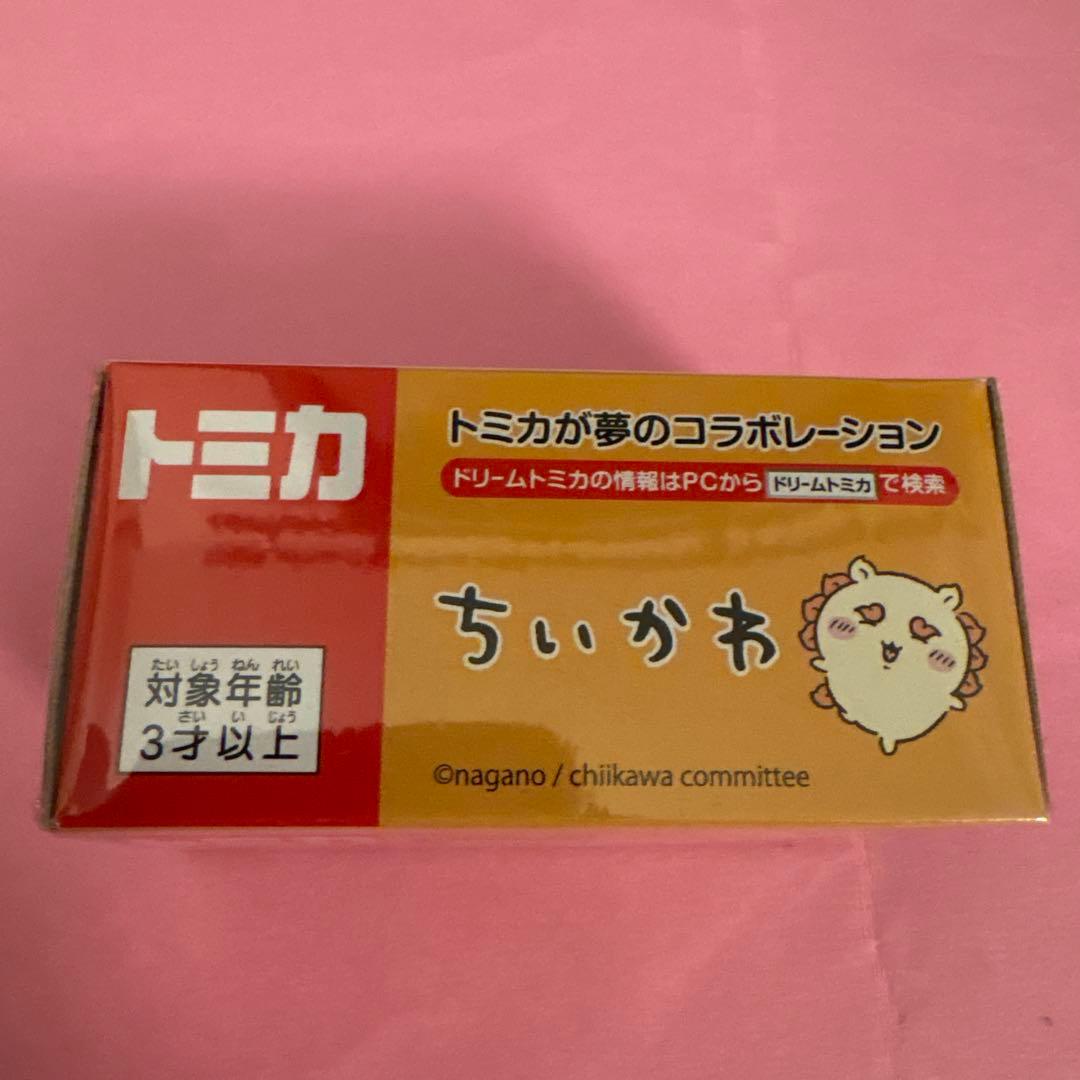 トミカ
トミカが夢のコラボレーション
ドリームトミカの情報はPCから ドリームトミカ で検索
ちいかわ
たい しょう ねん れい
対象年齢
さい い じょう
3才以上
©nagano / chiikawa committee